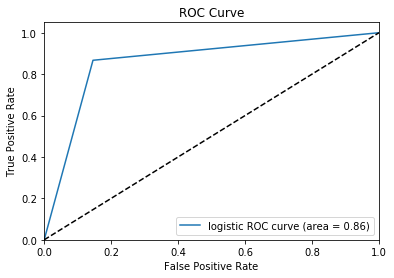 ROC Curve
1.0
0.8
0.6
0.4
0.2
0.0
True Positive Rate
logistic ROC curve (area = 0.86)
0.0 0.2 0.4 0.6 0.8 1.0
False Positive Rate